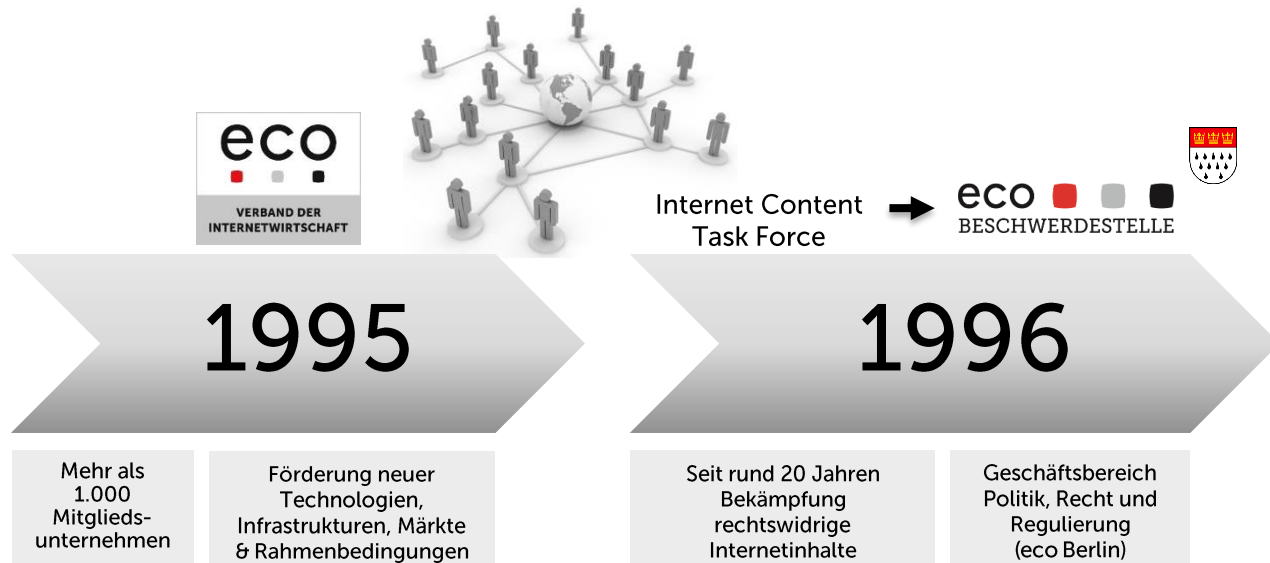 eco
VERBAND DER
INTERNETWIRTSCHAFT
Internet Content
Task Force
eco
BESCHWERDESTELLE
1995
1996
Mehr als
1.000
Mitglieds-
unternehmen
Förderung neuer
Technologien,
Infrastrukturen, Märkte
& Rahmenbedingungen
Seit rund 20 Jahren
Bekämpfung
rechtswidrige
Internetinhalte
Geschäftsbereich
Politik, Recht und
Regulierung
(eco Berlin)